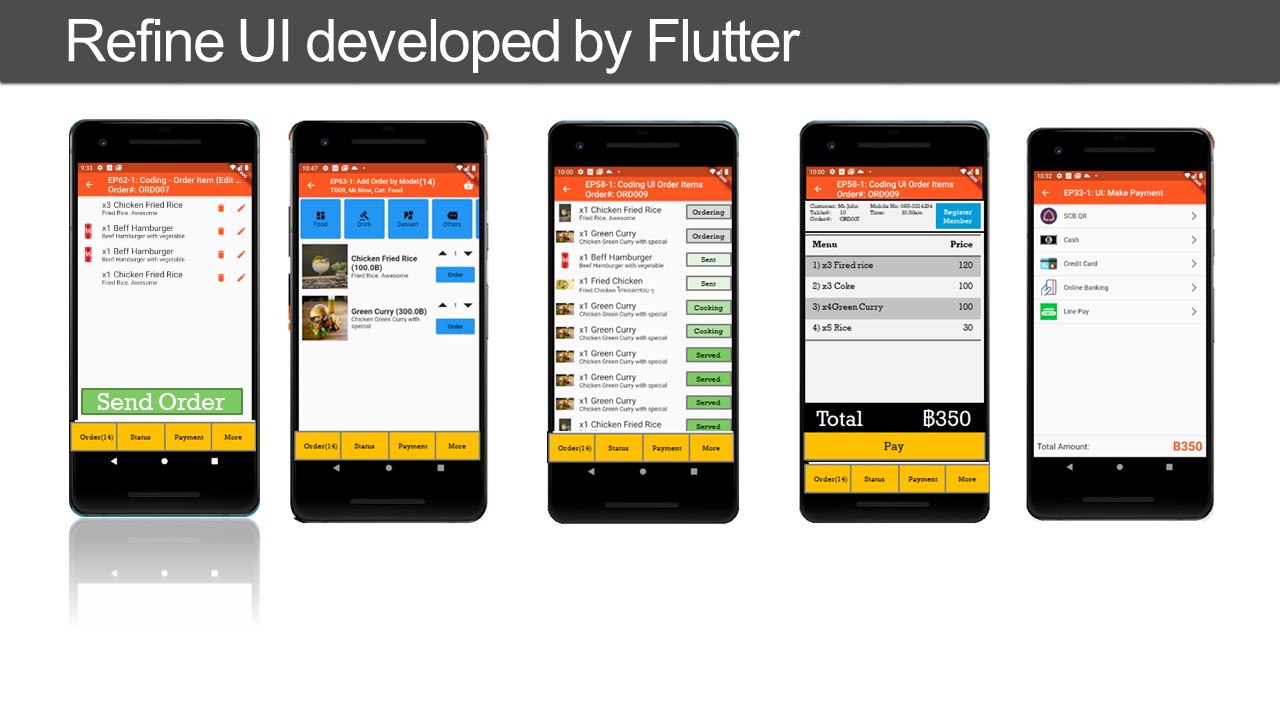 Refine UI developed by Flutter
9:33
EP62-1: Coding - Order Item (Edit ...
Order#: ORD007
x3 Chicken Fried Rice
Fried Rice. Awesome
x1 Beff Hamburger
Beef Hamburger with vegetable
x1 Beff Hamburger
Beef Hamburger with vegetable
x1 Chicken Fried Rice
Fried Rice. Awesome
Send Order
Order(14) Status Payment More
10:47
EP63-1: Add Order by Model(14)
T009, Mr.Nine, Cat: Food
Food Drink Dessert Others
Chicken Fried Rice
(100.0B)
Fried Rice. Awesome
1
Order
Green Curry (300.0B)
Chicken Green Curry with
special
1
Order
Order(14) Status Payment More
10:00
EP58-1: Coding UI Order Items
Order#: ORD009
x1 Chicken Fried Rice
Fried Rice. Awesome
Ordering
x1 Green Curry
Chicken Green Curry with special
Ordering
x1 Beff Hamburger
Beef Hamburger with vegetable
Sent
x1 Fried Chicken
Fried Chicken ไก่ทอดกรอบ ๆ
Sent
x1 Green Curry
Chicken Green Curry with special
Cooking
x1 Green Curry
Chicken Green Curry with special
Cooking
x1 Green Curry
Chicken Green Curry with special
Served
x1 Green Curry
Chicken Green Curry with special
Served
x1 Green Curry
Chicken Green Curry with special
Served
x1 Chicken Fried Rice
Served
Order(14) Status Payment More
10:00
EP58-1: Coding UI Order Items
Order#: ORD009
Customer: Mr.John Mobile No: 085-3214234
Table#: 10 Time: 10:30am
Order#: ORD007
Register
Member
Menu Price
1) x3 Fired rice 120
2) x3 Coke 100
3) x4Green Curry 100
4) x5 Rice 30
Total ฿350
Pay
Order(14) Status Payment More
10:32
EP33-1: UI: Make Payment
SCB QR
Cash
Credit Card
Online Banking
Line Pay
Total Amount: B350